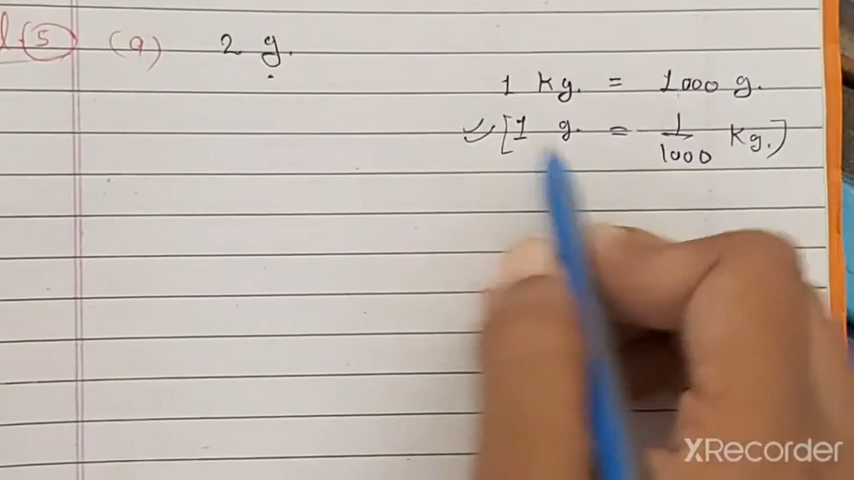 (5) (a) 2 g.
1 kg. = 1000 g.
[1 g. = 1/1000 kg.]
XRecorder